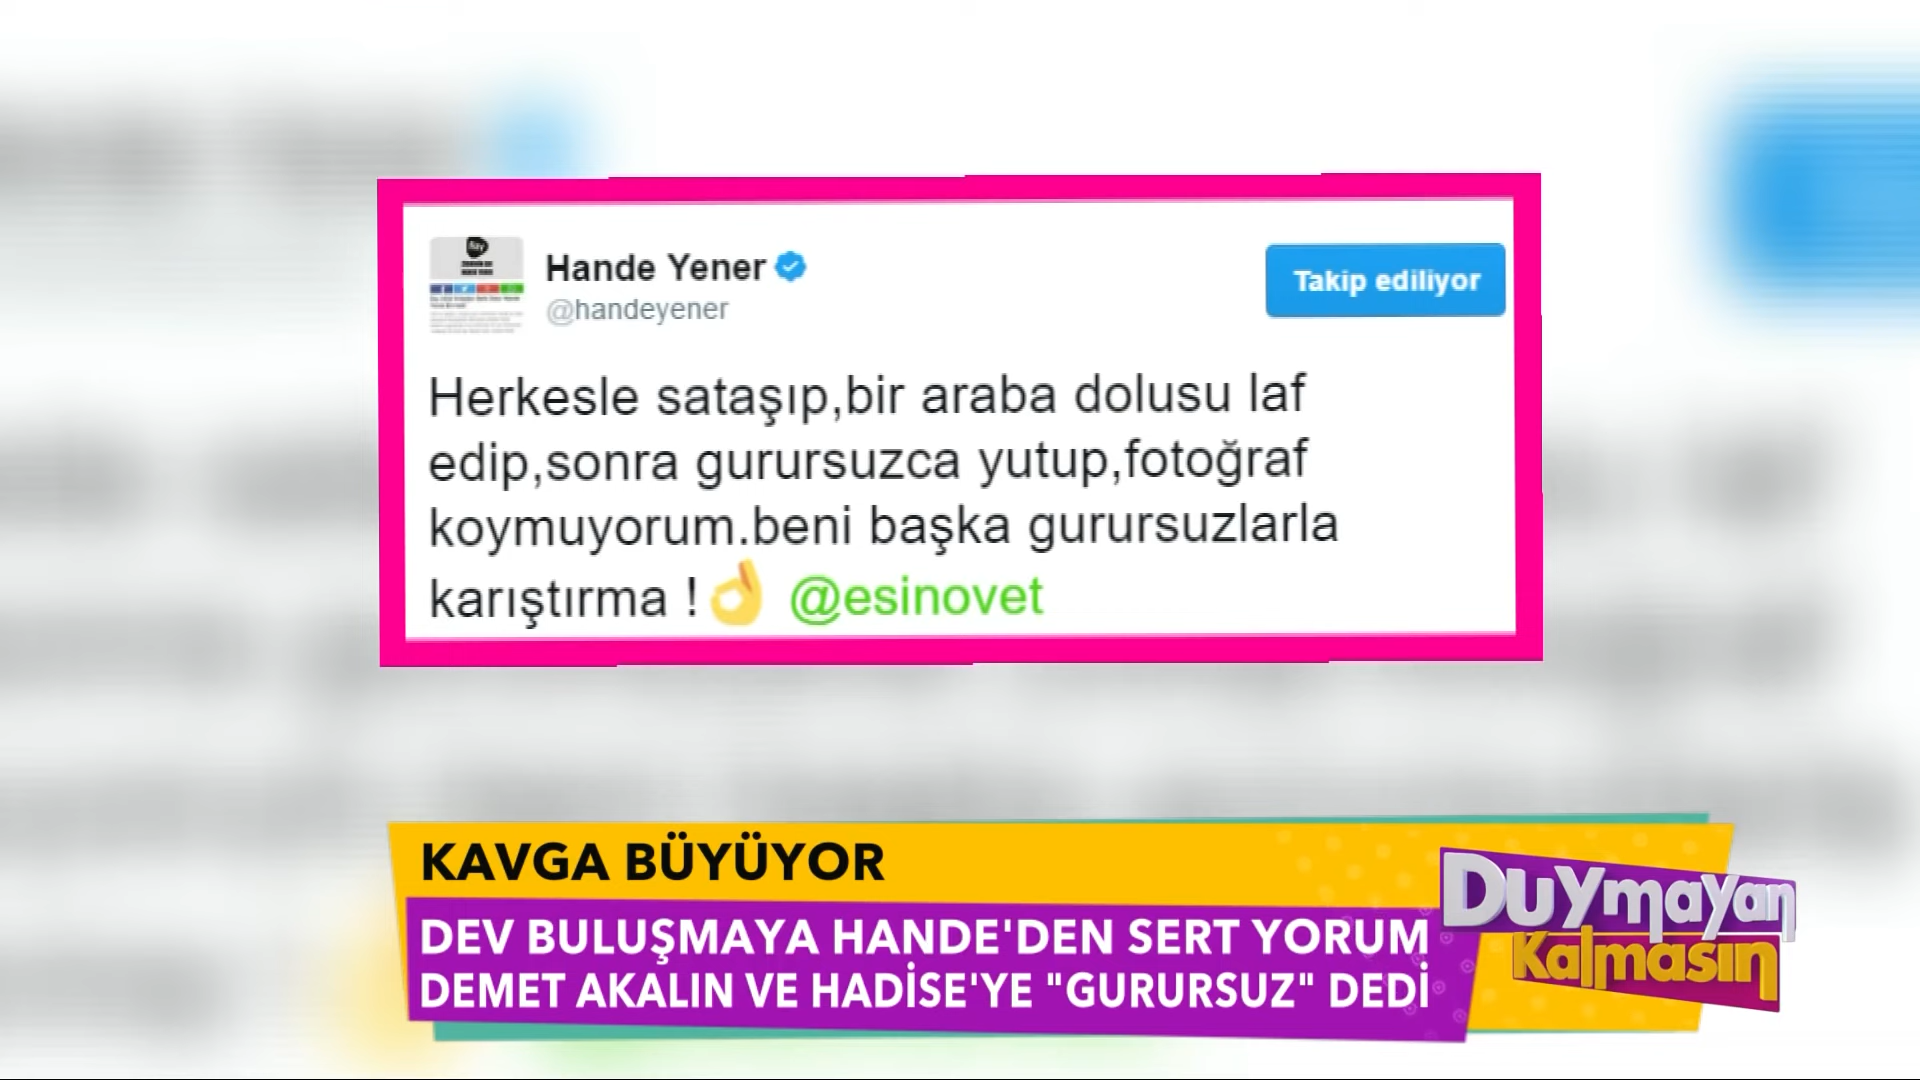 Hande Yener
@handeyener
Takip ediliyor
Herkesle sataşıp,bir araba dolusu laf
edip,sonra gurursuzca yutup,fotoğraf
koymuyorum.beni başka gurursuzlarla
karıştırma !👌 @esinovet
KAVGA BÜYÜYOR
DEV BULUŞMAYA HANDE'DEN SERT YORUM
DEMET AKALIN VE HADİSE'YE "GURURSUZ" DEDİ
Duymayan
Kalmasın